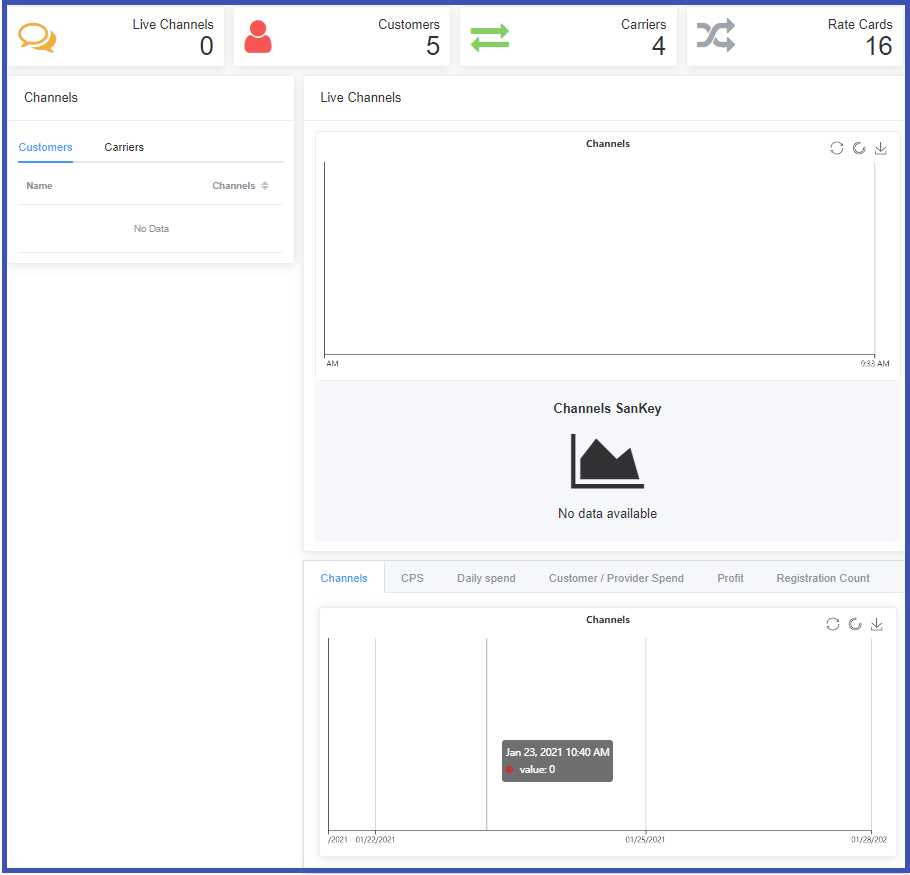 Live Channels
0
Customers
5
Carriers
4
Rate Cards
16
Channels
Customers Carriers
Name Channels
No Data
Live Channels
Channels
AM 9:33 AM
Channels SanKey
No data available
Channels CPS Daily spend Customer / Provider Spend Profit Registration Count
Channels
Jan 23, 2021 10:40 AM
value: 0
/2021 01/22/2021 01/25/2021 01/28/202